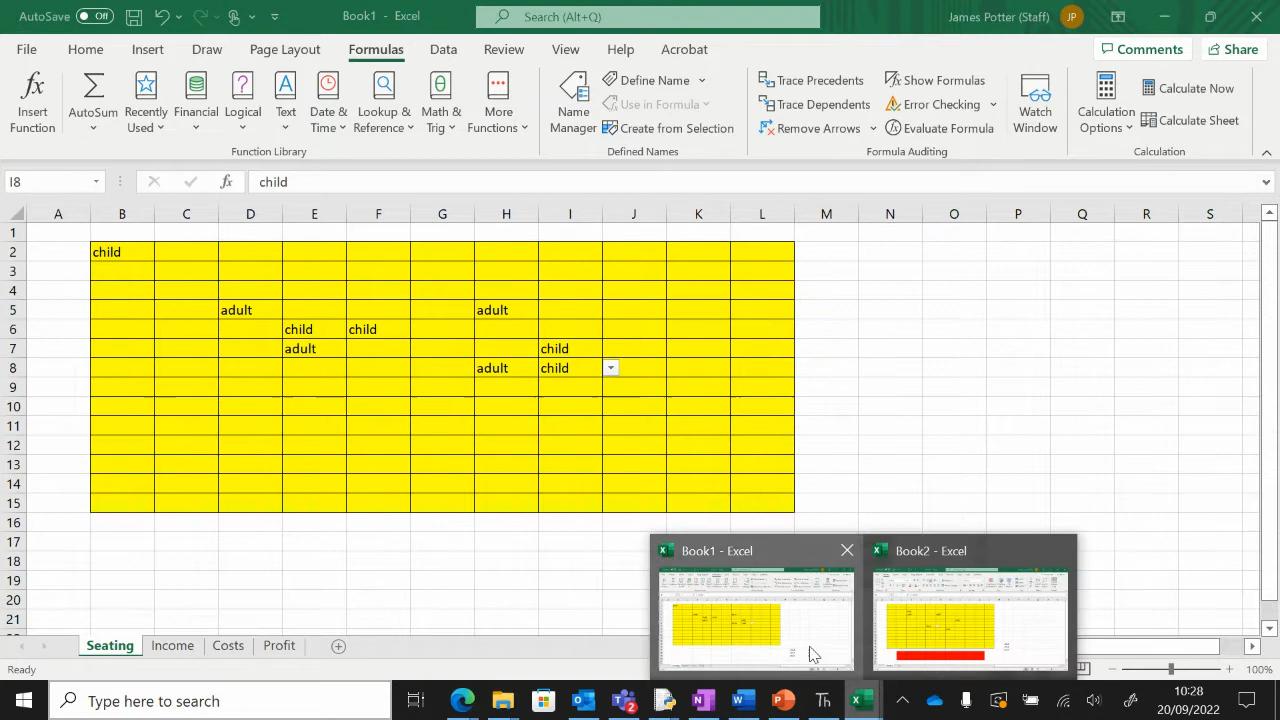 AutoSave Off Book1 - Excel Search (Alt+Q) James Potter (Staff) JP
File Home Insert Draw Page Layout Formulas Data Review View Help Acrobat Comments Share
Insert Function AutoSum Recently Used Financial Logical Text Date & Time Lookup & Reference Math & Trig More Functions
Function Library
Name Manager Define Name Use in Formula Create from Selection
Defined Names
Trace Precedents Trace Dependents Remove Arrows Show Formulas Error Checking Evaluate Formula Watch Window
Formula Auditing
Calculation Options Calculate Now Calculate Sheet
Calculation
I8 fx child
A B C D E F G H I J K L M N O P Q R S
1
2 child
3
4
5 adult adult
6 child child
7 adult child
8 adult child
9
10
11
12
13
14
15
16
17
18
19
20
21
Book1 - Excel Book2 - Excel
Seating Income Costs Profit
Ready 100%
Type here to search 2 Th 10:28
20/09/2022